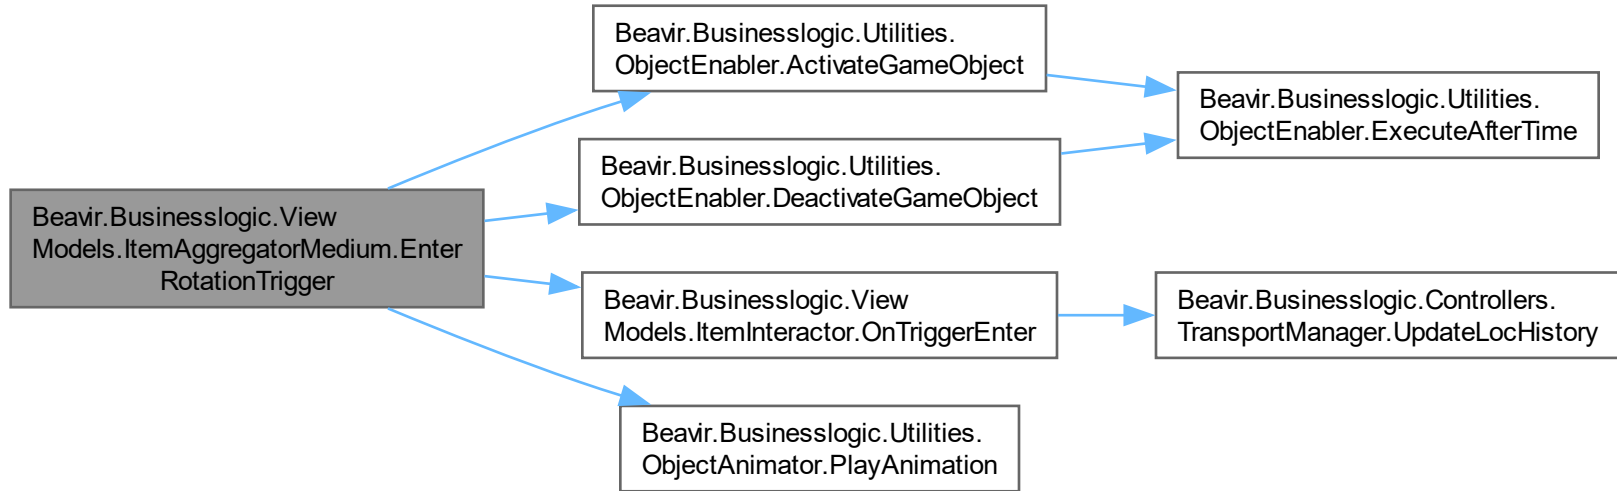 Beavir.Businesslogic.Utilities.
ObjectEnabler.ActivateGameObject
Beavir.Businesslogic.Utilities.
ObjectEnabler.ExecuteAfterTime
Beavir.Businesslogic.Utilities.
ObjectEnabler.DeactivateGameObject
Beavir.Businesslogic.View
Models.ItemAggregatorMedium.Enter
RotationTrigger
Beavir.Businesslogic.View
Models.ItemInteractor.OnTriggerEnter
Beavir.Businesslogic.Controllers.
TransportManager.UpdateLocHistory
Beavir.Businesslogic.Utilities.
ObjectAnimator.PlayAnimation